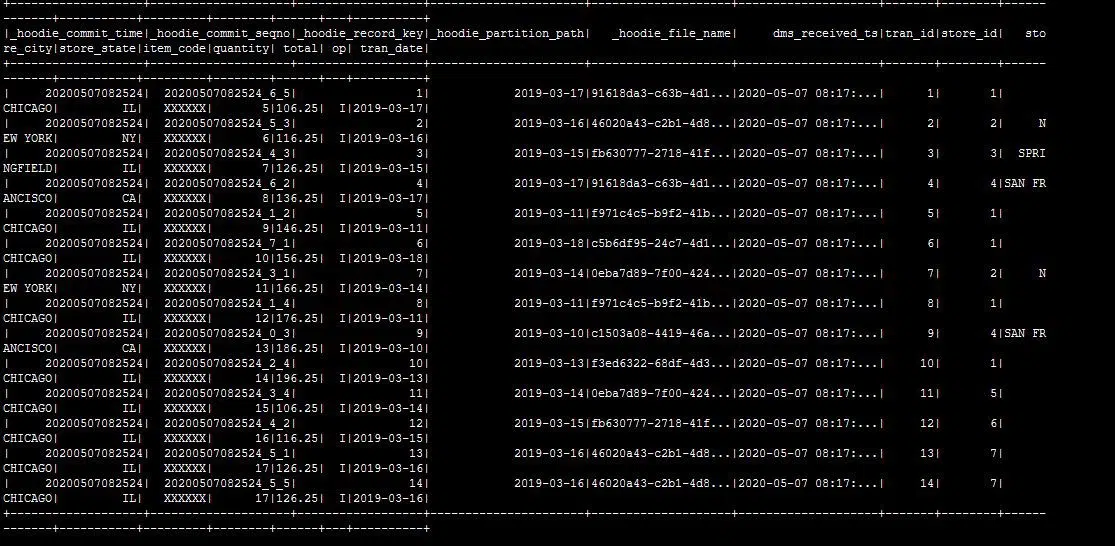 +-------------------+--------------------+------------------+----------------------+--------------------+--------------------+-------+--------+------
-------+-----------+---------+--------+------+---+----------+
|_hoodie_commit_time|_hoodie_commit_seqno|_hoodie_record_key|_hoodie_partition_path|   _hoodie_file_name|     dms_received_ts|tran_id|store_id|   sto
re_city|store_state|item_code|quantity| total| op| tran_date|
+-------------------+--------------------+------------------+----------------------+--------------------+--------------------+-------+--------+------
-------+-----------+---------+--------+------+---+----------+
|     20200507082524|  20200507082524_6_5|                 1|            2019-03-17|91618da3-c63b-4d1...|2020-05-07 08:17:...|      1|       1|
CHICAGO|         IL|   XXXXXX|       5|106.25|  I|2019-03-17|
|     20200507082524|  20200507082524_5_3|                 2|            2019-03-16|46020a43-c2b1-4d8...|2020-05-07 08:17:...|      2|       2|     N
EW YORK|         NY|   XXXXXX|       6|116.25|  I|2019-03-16|
|     20200507082524|  20200507082524_4_3|                 3|            2019-03-15|fb630777-2718-41f...|2020-05-07 08:17:...|      3|       3|  SPRI
NGFIELD|         IL|   XXXXXX|       7|126.25|  I|2019-03-15|
|     20200507082524|  20200507082524_6_2|                 4|            2019-03-17|91618da3-c63b-4d1...|2020-05-07 08:17:...|      4|       4|SAN FR
ANCISCO|         CA|   XXXXXX|       8|136.25|  I|2019-03-17|
|     20200507082524|  20200507082524_1_2|                 5|            2019-03-11|f971c4c5-b9f2-41b...|2020-05-07 08:17:...|      5|       1|
CHICAGO|         IL|   XXXXXX|       9|146.25|  I|2019-03-11|
|     20200507082524|  20200507082524_7_1|                 6|            2019-03-18|c5b6df95-24c7-4d1...|2020-05-07 08:17:...|      6|       1|
CHICAGO|         IL|   XXXXXX|      10|156.25|  I|2019-03-18|
|     20200507082524|  20200507082524_3_1|                 7|            2019-03-14|0eba7d89-7f00-424...|2020-05-07 08:17:...|      7|       2|     N
EW YORK|         NY|   XXXXXX|      11|166.25|  I|2019-03-14|
|     20200507082524|  20200507082524_1_4|                 8|            2019-03-11|f971c4c5-b9f2-41b...|2020-05-07 08:17:...|      8|       1|
CHICAGO|         IL|   XXXXXX|      12|176.25|  I|2019-03-11|
|     20200507082524|  20200507082524_0_3|                 9|            2019-03-10|c1503a08-4419-46a...|2020-05-07 08:17:...|      9|       4|SAN FR
ANCISCO|         CA|   XXXXXX|      13|186.25|  I|2019-03-10|
|     20200507082524|  20200507082524_2_4|                10|            2019-03-13|f3ed6322-68df-4d3...|2020-05-07 08:17:...|     10|       1|
CHICAGO|         IL|   XXXXXX|      14|196.25|  I|2019-03-13|
|     20200507082524|  20200507082524_3_4|                11|            2019-03-14|0eba7d89-7f00-424...|2020-05-07 08:17:...|     11|       5|
CHICAGO|         IL|   XXXXXX|      15|106.25|  I|2019-03-14|
|     20200507082524|  20200507082524_4_2|                12|            2019-03-15|fb630777-2718-41f...|2020-05-07 08:17:...|     12|       6|
CHICAGO|         IL|   XXXXXX|      16|116.25|  I|2019-03-15|
|     20200507082524|  20200507082524_5_1|                13|            2019-03-16|46020a43-c2b1-4d8...|2020-05-07 08:17:...|     13|       7|
CHICAGO|         IL|   XXXXXX|      17|126.25|  I|2019-03-16|
|     20200507082524|  20200507082524_5_5|                14|            2019-03-16|46020a43-c2b1-4d8...|2020-05-07 08:17:...|     14|       7|
CHICAGO|         IL|   XXXXXX|      17|126.25|  I|2019-03-16|
+-------------------+--------------------+------------------+----------------------+--------------------+--------------------+-------+--------+------
-------+-----------+---------+--------+------+---+----------+